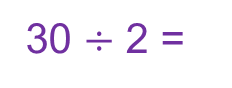 30 ÷ 2 =